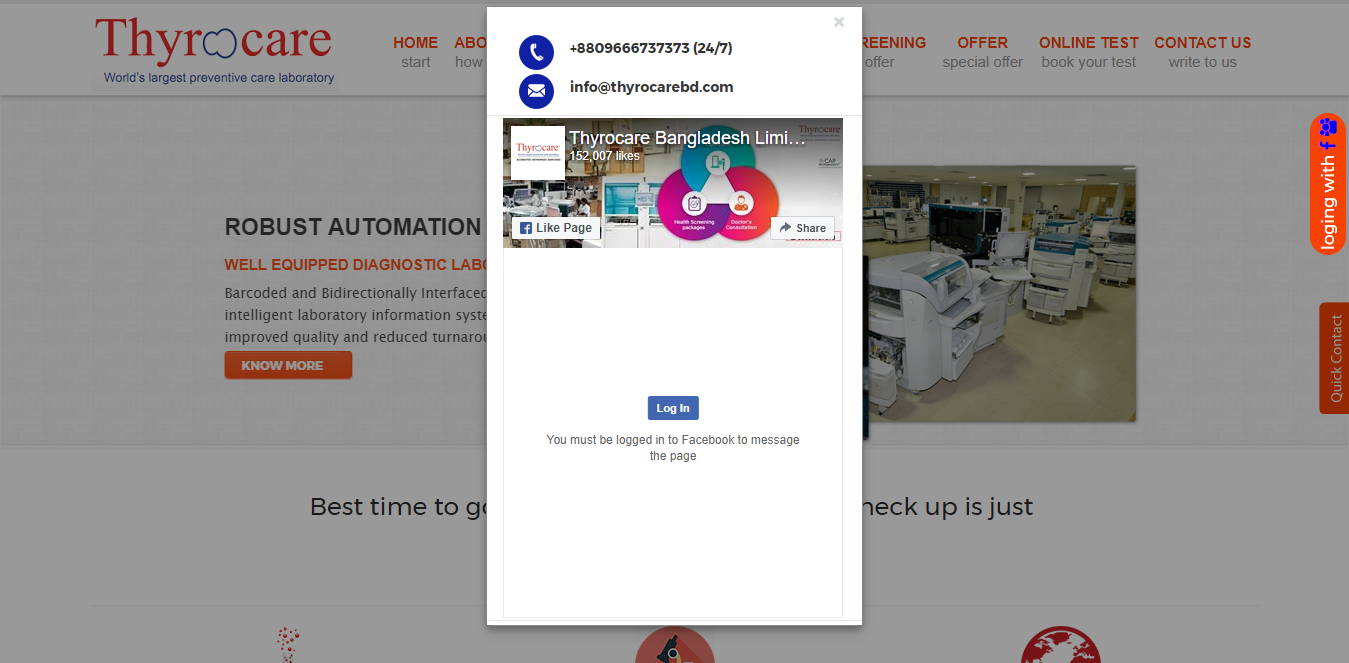 Thyrocare
World's largest preventive care laboratory
HOME
start
ABO
how
REENING
offer
OFFER
special offer
ONLINE TEST
book your test
CONTACT US
write to us
×
+8809666737373 (24/7)
info@thyrocarebd.com
Thyrocare
Thyrocare Bangladesh Limi…
152,007 likes
Thyrocare
Health Screening
packages
Doctor's
Consultation
Like Page
Share
Log In
You must be logged in to Facebook to message
the page
ROBUST AUTOMATION
WELL EQUIPPED DIAGNOSTIC LABO
Barcoded and Bidirectionally Interfaced
intelligent laboratory information syste
improved quality and reduced turnarou
KNOW MORE
loging with f
Quick Contact
Best time to go
heck up is just